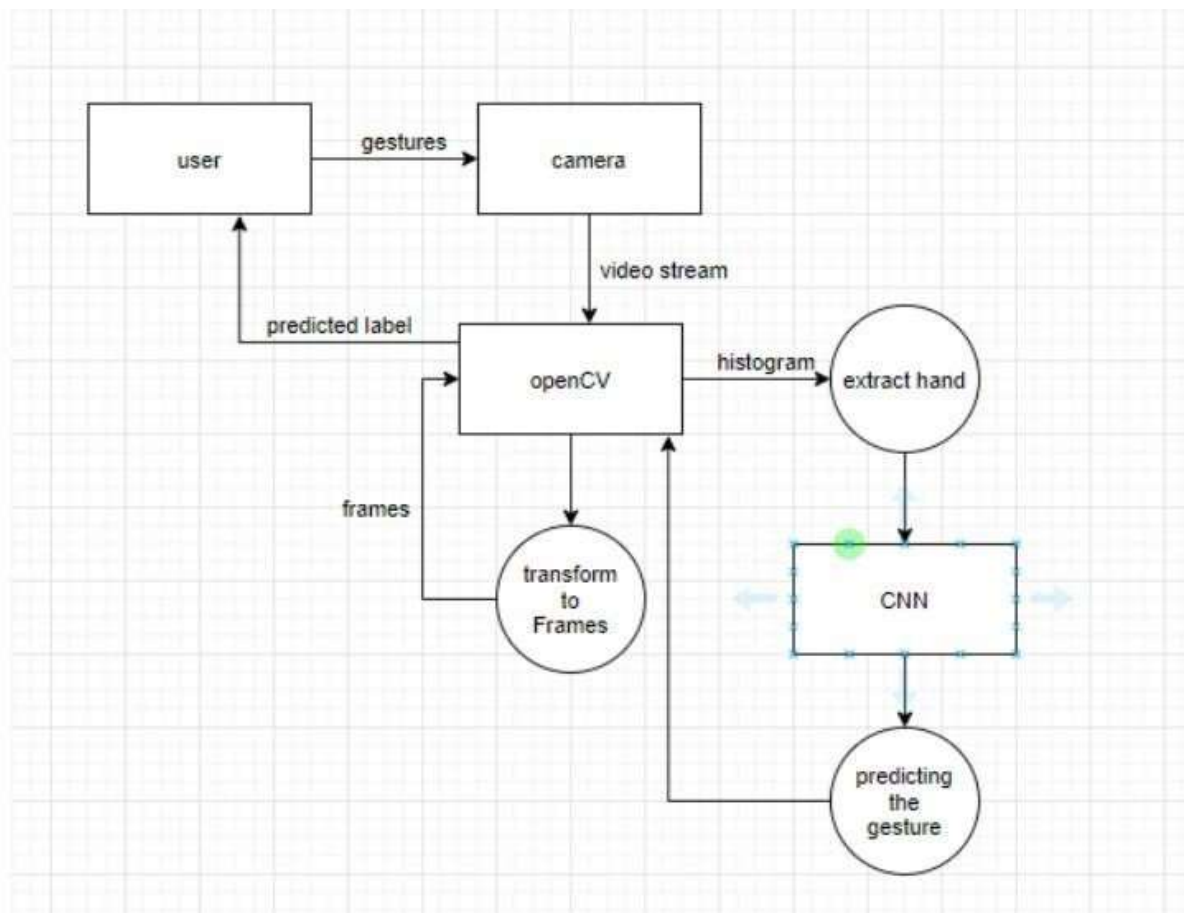 user
gestures
camera
video stream
predicted label
openCV
histogram
extract hand
frames
transform
to
Frames
CNN
predicting
the
gesture